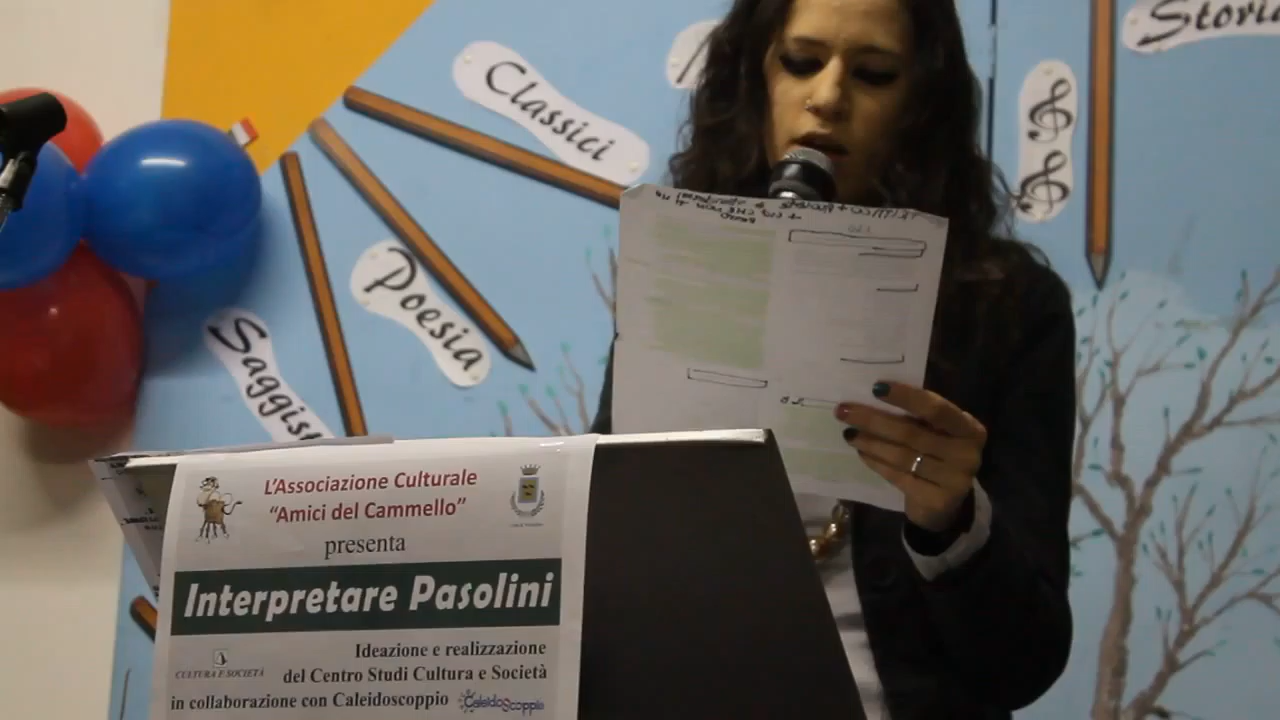 Storia
Classici
Poesia
Saggis
L'Associazione Culturale
"Amici del Cammello"
presenta
Interpretare Pasolini
Ideazione e realizzazione
CULTURA E SOCIETÀ
del Centro Studi Cultura e Società
in collaborazione con Caleidoscoppio
Caleidoscoppio